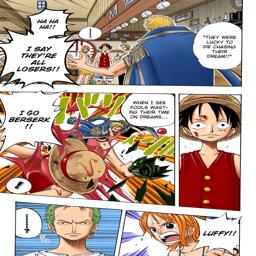 HA HA
HA!!
I SAY
THEY'RE
ALL
LOSERS!!
!
"THEY WERE
LUCKY TO
DIE CHASING
THEIR
DREAM!!"
I GO
BERSERK
!!
WHEN I SEE
FOOLS WAST-
ING THEIR TIME
ON DREAMS...
!
!
LUFFY!!